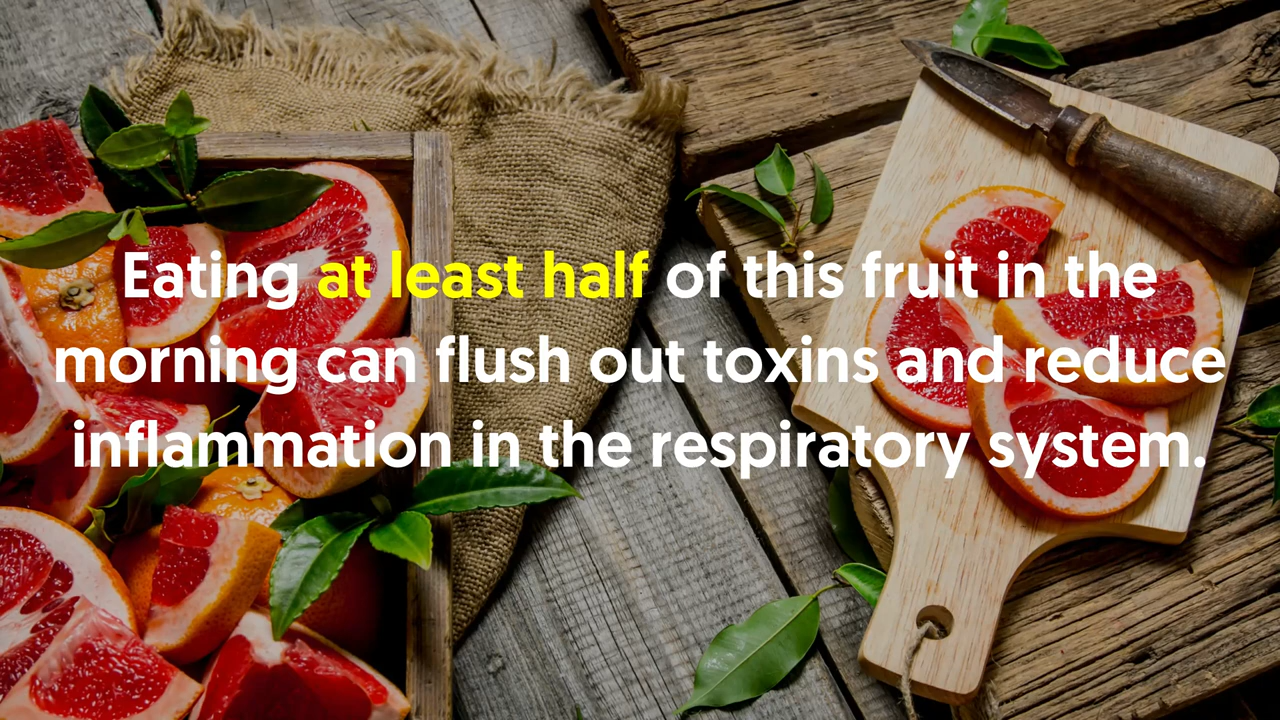 Eating at least half of this fruit in the
morning can flush out toxins and reduce
inflammation in the respiratory system.